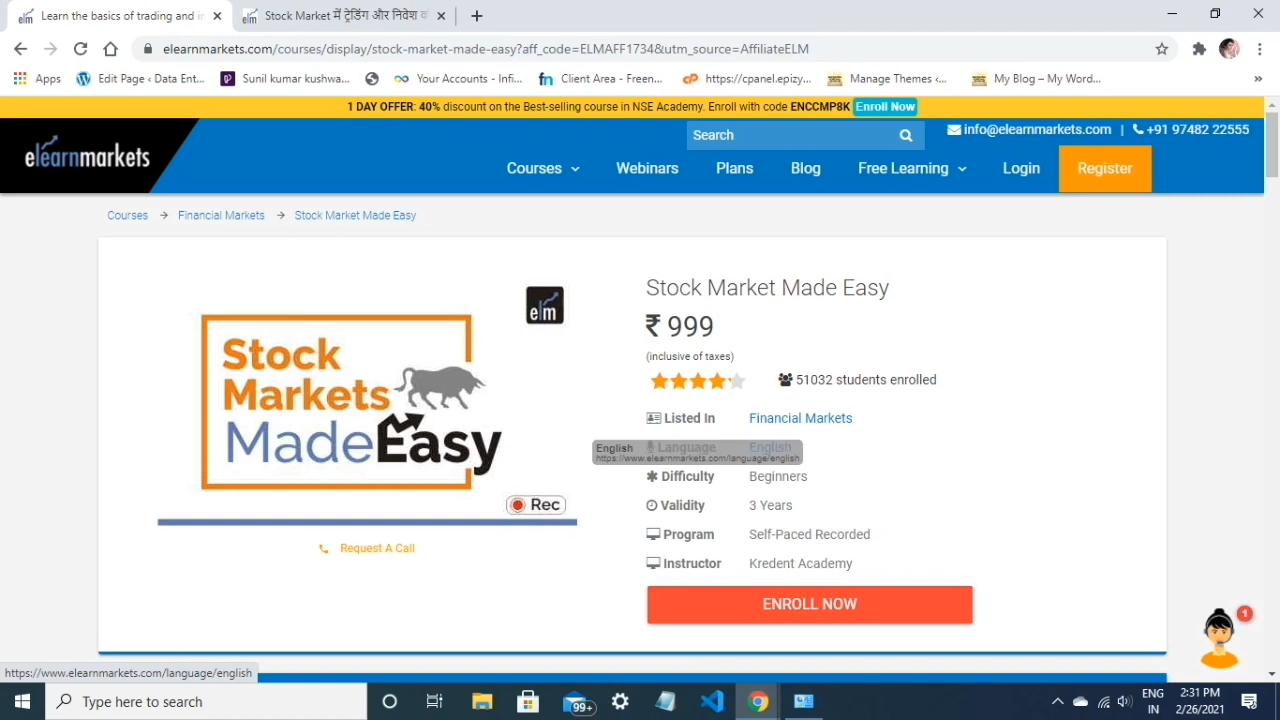 Learn the basics of trading and i
Stock Market में ट्रेडिंग और निवेश क
elearnmarkets.com/courses/display/stock-market-made-easy?aff_code=ELMAFF1734&utm_source=AffiliateELM
Apps
Edit Page ‹ Data Ent...
Sunil kumar kushwa...
Your Accounts - Infi...
Client Area - Freen...
https://cpanel.epizy...
Manage Themes ‹...
My Blog – My Word...
»
1 DAY OFFER: 40% discount on the Best-selling course in NSE Academy. Enroll with code ENCCMP8K Enroll Now
elearnmarkets
Search
info@elearnmarkets.com | +91 97482 22555
Courses Webinars Plans Blog Free Learning Login Register
Courses → Financial Markets → Stock Market Made Easy
elm
Stock
Markets
MadeEasy
Rec
Request A Call
Stock Market Made Easy
₹ 999
(inclusive of taxes)
51032 students enrolled
Listed In Financial Markets
Language English
English
https://www.elearnmarkets.com/language/english
Difficulty Beginners
Validity 3 Years
Program Self-Paced Recorded
Instructor Kredent Academy
ENROLL NOW
1
https://www.elearnmarkets.com/language/english
Type here to search
99+
ENG
IN
2:31 PM
2/26/2021